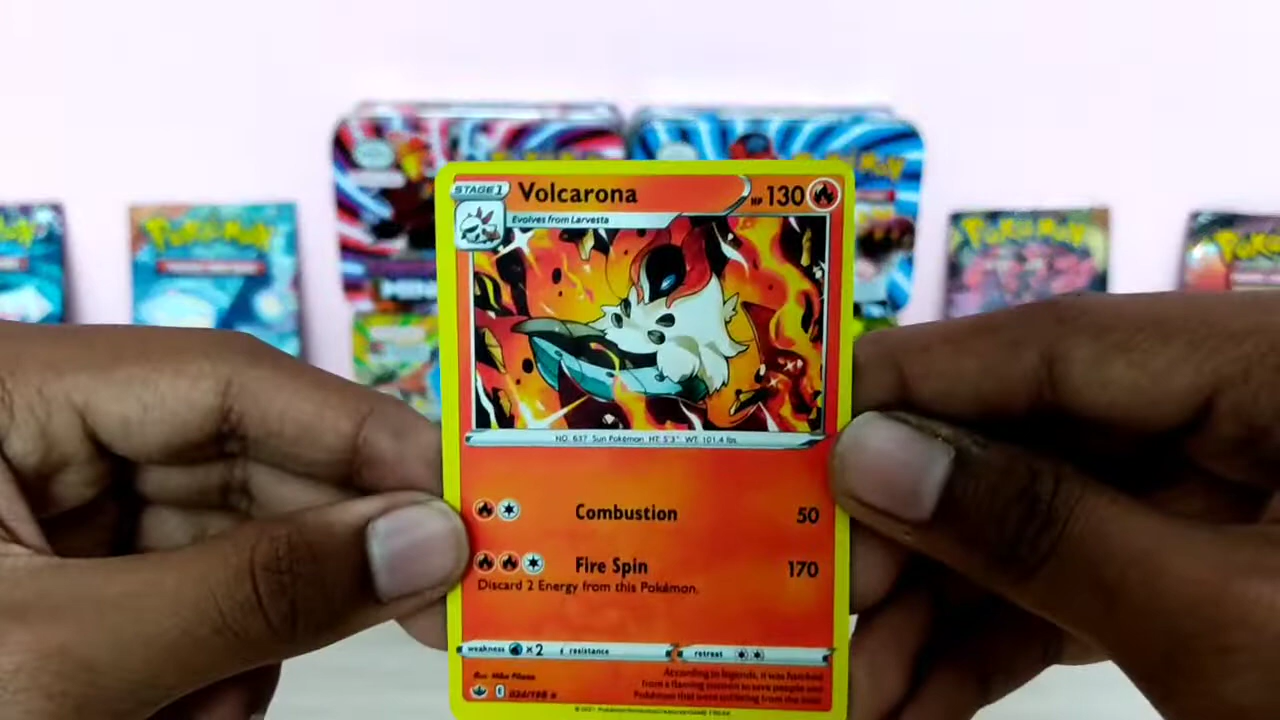 Pokémon
STAGE 1
Volcarona
HP 130
Evolves from Larvesta
NO. 637 Sun Pokémon HT: 5'3" WT: 101.4 lbs.
Combustion 50
Fire Spin 170
Discard 2 Energy from this Pokémon.
weakness ×2 resistance retreat
According to legends, it was hatched
from a flaming cocoon to save people and
Pokémon that were suffering from the cold.